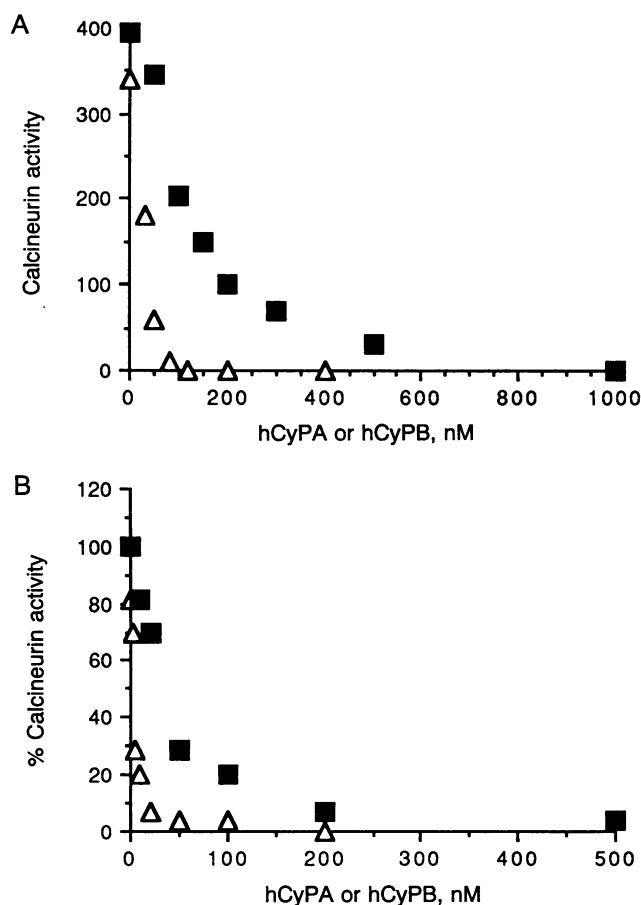 A
400
300
200
100
0
Calcineurin activity
0 200 400 600 800 1000
hCyPA or hCyPB, nM
B
120
100
80
60
40
20
0
% Calcineurin activity
0 100 200 300 400 500
hCyPA or hCyPB, nM